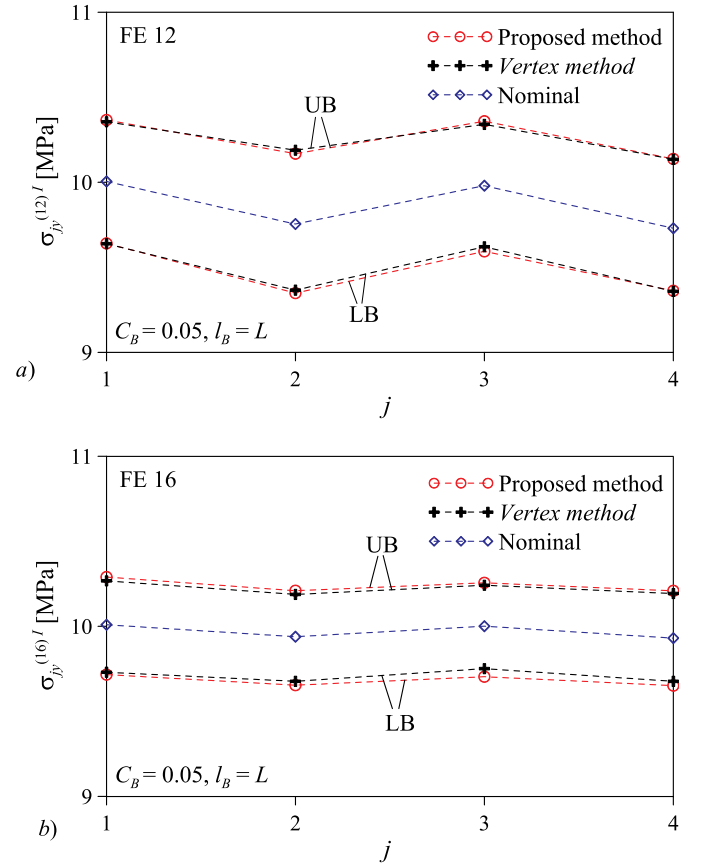 11
FE 12
Proposed method
Vertex method
Nominal
UB
10
σjy(12) I [MPa]
LB
CB = 0.05, lB = L
9
a)
1 2 3 4
j
11
FE 16
Proposed method
Vertex method
Nominal
UB
10
σjy(16) I [MPa]
LB
CB = 0.05, lB = L
9
b)
1 2 3 4
j